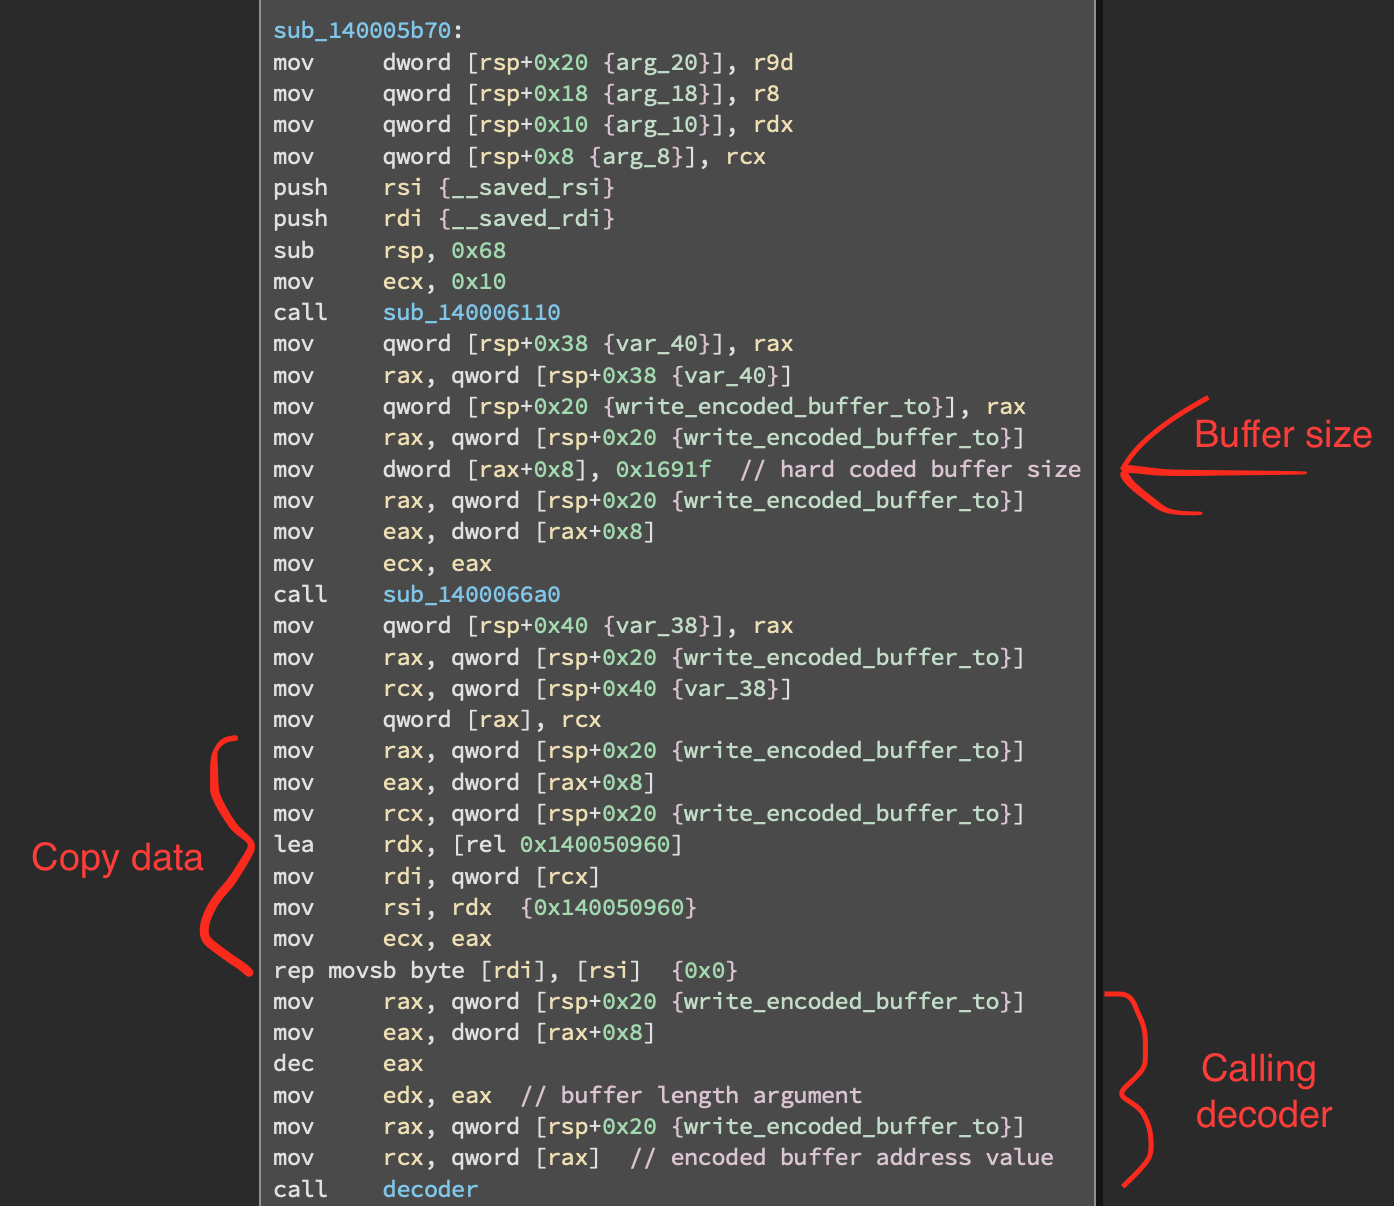 sub_140005b70:
mov dword [rsp+0x20 {arg_20}], r9d
mov qword [rsp+0x18 {arg_18}], r8
mov qword [rsp+0x10 {arg_10}], rdx
mov qword [rsp+0x8 {arg_8}], rcx
push rsi {__saved_rsi}
push rdi {__saved_rdi}
sub rsp, 0x68
mov ecx, 0x10
call sub_140006110
mov qword [rsp+0x38 {var_40}], rax
mov rax, qword [rsp+0x38 {var_40}]
mov qword [rsp+0x20 {write_encoded_buffer_to}], rax
mov rax, qword [rsp+0x20 {write_encoded_buffer_to}]
Buffer size
mov dword [rax+0x8], 0x1691f // hard coded buffer size
mov rax, qword [rsp+0x20 {write_encoded_buffer_to}]
mov eax, dword [rax+0x8]
mov ecx, eax
call sub_1400066a0
mov qword [rsp+0x40 {var_38}], rax
mov rax, qword [rsp+0x20 {write_encoded_buffer_to}]
mov rcx, qword [rsp+0x40 {var_38}]
mov qword [rax], rcx
mov rax, qword [rsp+0x20 {write_encoded_buffer_to}]
mov eax, dword [rax+0x8]
mov rcx, qword [rsp+0x20 {write_encoded_buffer_to}]
lea rdx, [rel 0x140050960]
Copy data
mov rdi, qword [rcx]
mov rsi, rdx {0x140050960}
mov ecx, eax
rep movsb byte [rdi], [rsi] {0x0}
mov rax, qword [rsp+0x20 {write_encoded_buffer_to}]
mov eax, dword [rax+0x8]
dec eax
mov edx, eax // buffer length argument
mov rax, qword [rsp+0x20 {write_encoded_buffer_to}]
mov rcx, qword [rax] // encoded buffer address value
call decoder
Calling
decoder